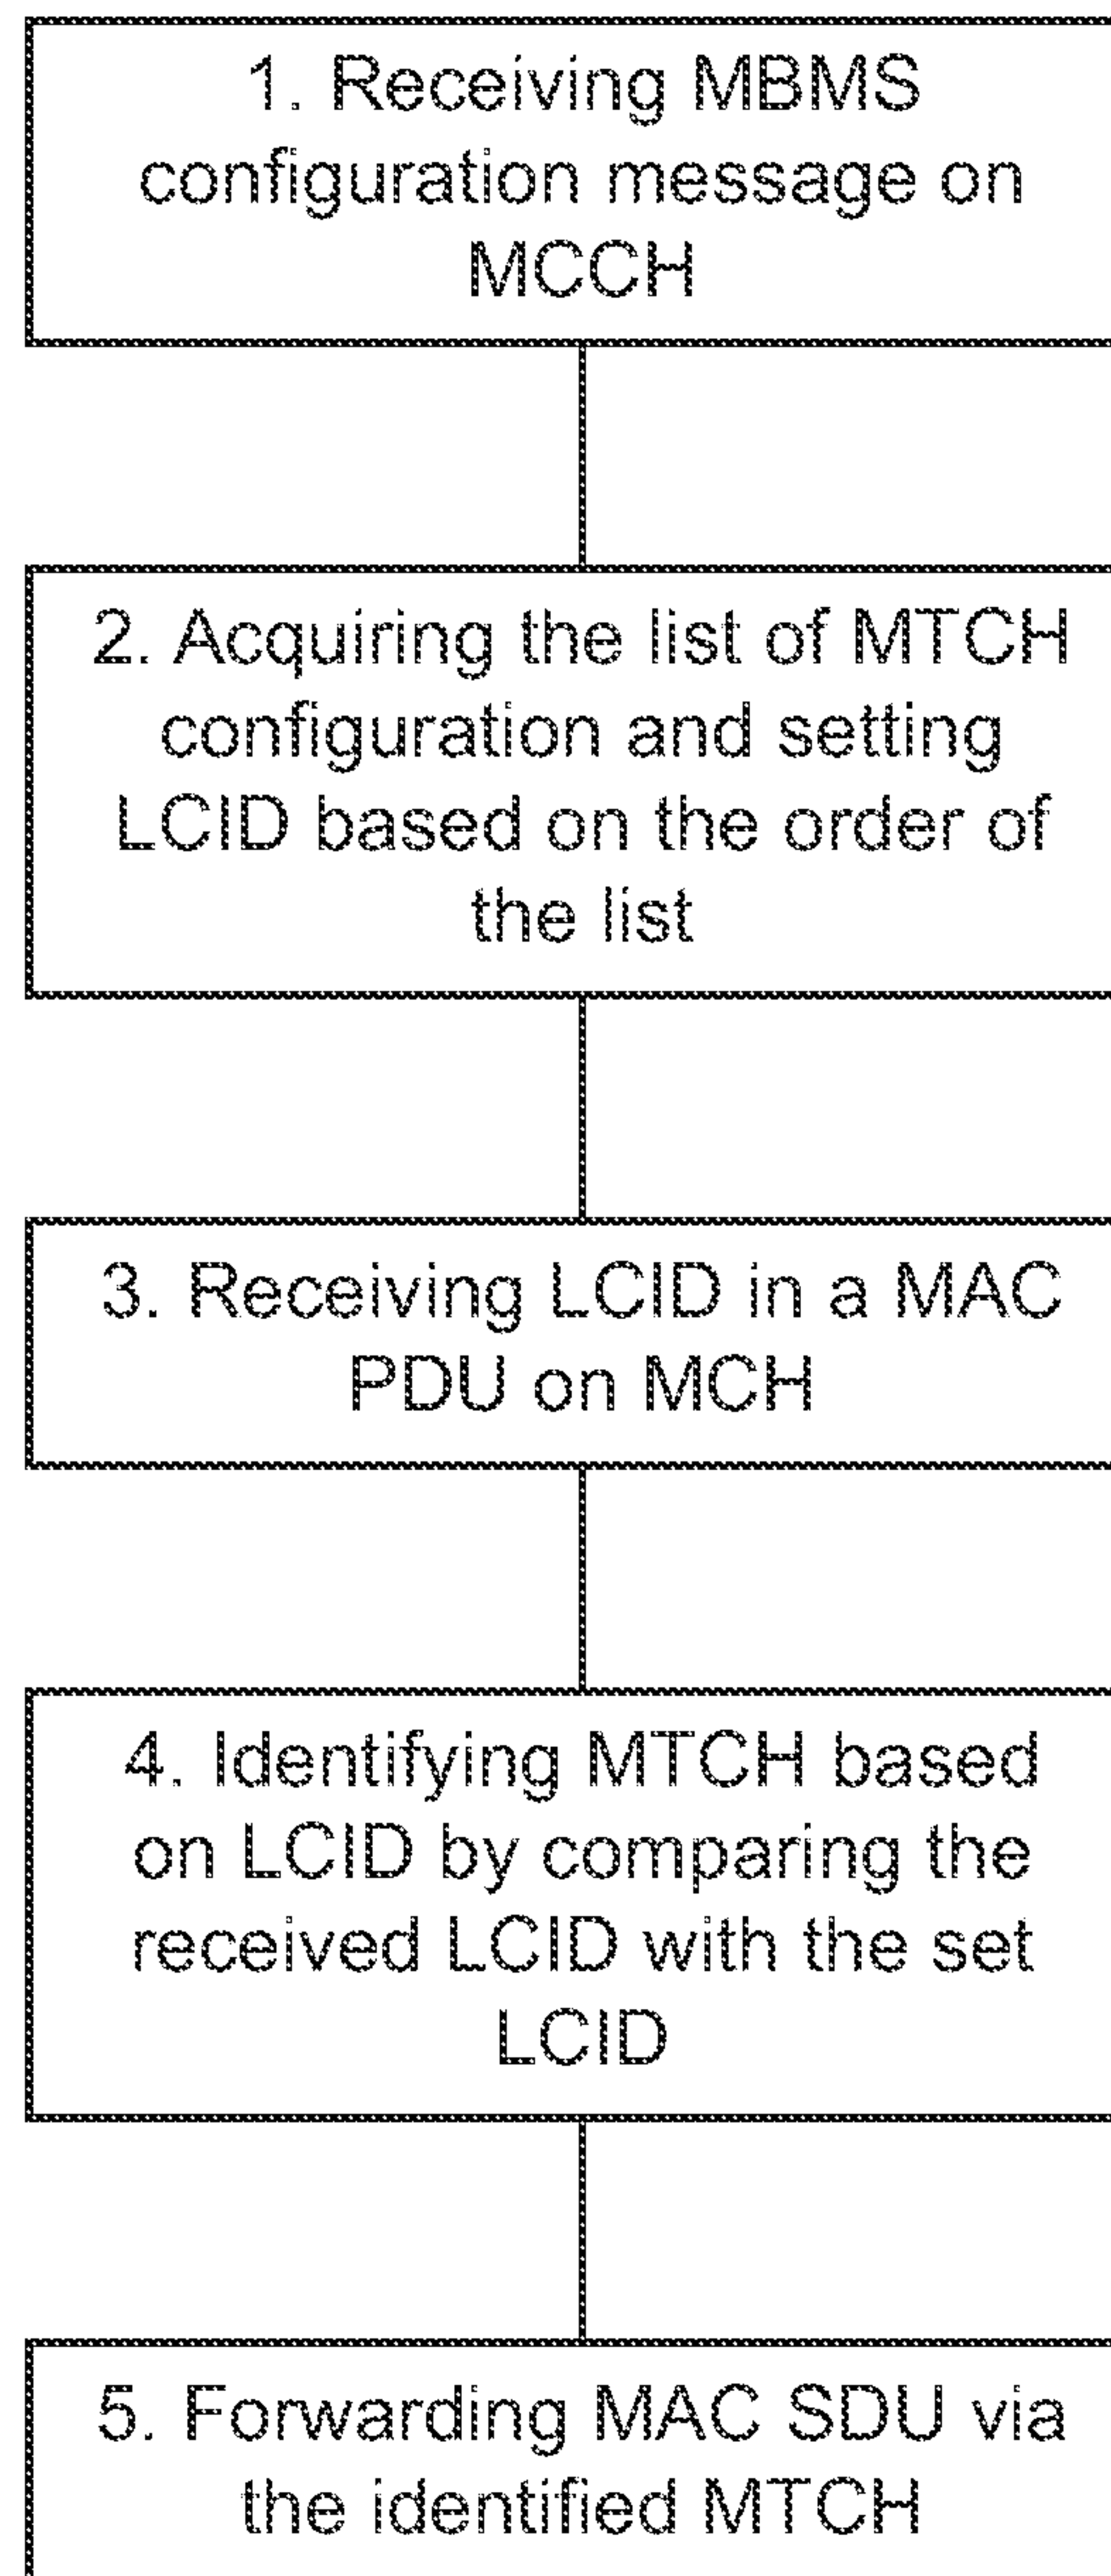 1. Receiving MBMS
configuration message on
MCCH
2. Acquiring the list of MTCH
configuration and setting
LCID based on the order of
the list
3. Receiving LCID in a MAC
PDU on MCH
4. Identifying MTCH based
on LCID by comparing the
received LCID with the set
LCID
5. Forwarding MAC SDU via
the identified MTCH